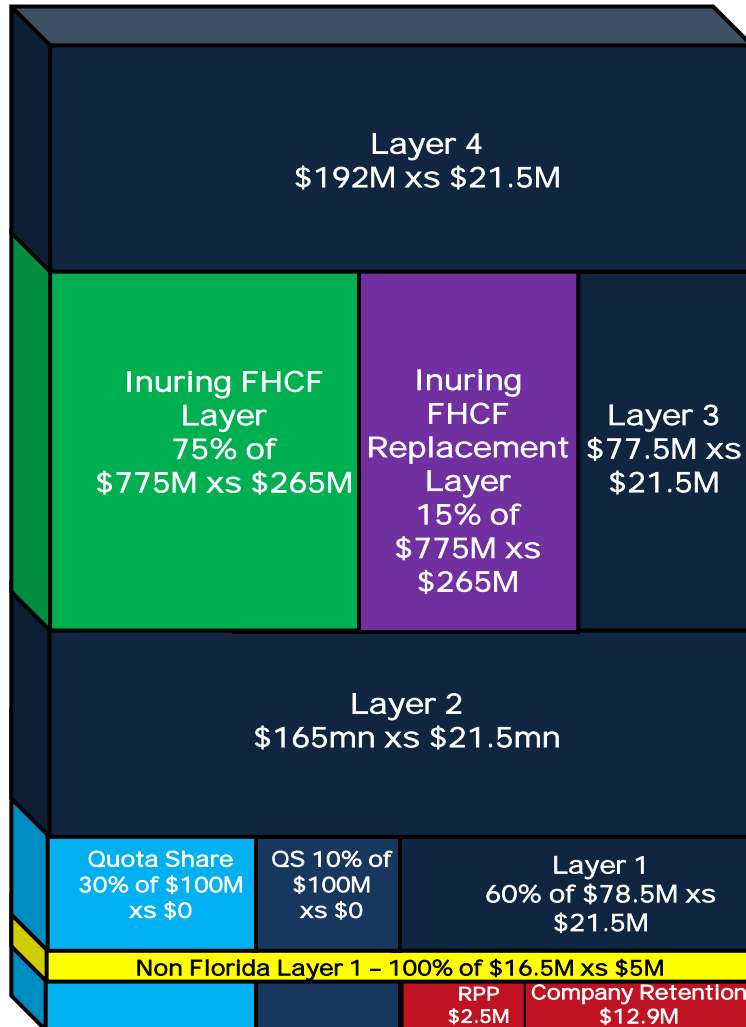 Layer 4
$192M xs $21.5M
Inuring FHCF
Layer
75% of
$775M xs $265M
Inuring
FHCF
Replacement
Layer
15% of
$775M xs
$265M
Layer 3
$77.5M xs
$21.5M
Layer 2
$165mn xs $21.5mn
Quota Share
30% of $100M
xs $0
QS 10% of
$100M
xs $0
Layer 1
60% of $78.5M xs
$21.5M
Non Florida Layer 1 – 100% of $16.5M xs $5M
RPP
$2.5M
Company Retention
$12.9M